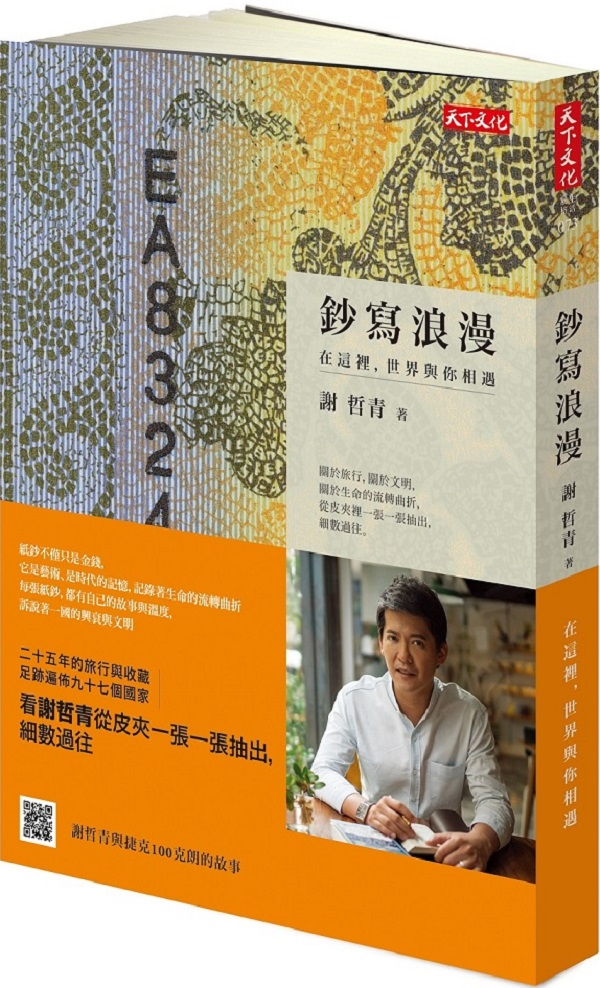 EA8324
天下文化
鈔寫浪漫
在這裡，世界與你相遇
謝哲青 著
關於旅行，關於文明，
關於生命的流轉曲折，
從皮夾裡一張一張抽出，
細數過往。
紙鈔不僅只是金錢，
它是藝術、是時代的記憶，記錄著生命的流轉曲折
每張紙鈔，都有自己的故事與溫度，
訴說著一國的興衰與文明
二十五年的旅行與收藏
足跡遍佈九十七個國家
看謝哲青從皮夾一張一張抽出，
細數過往
謝哲青與捷克100克朗的故事
天下文化
鈔寫浪漫
謝哲青 著
在這裡，世界與你相遇